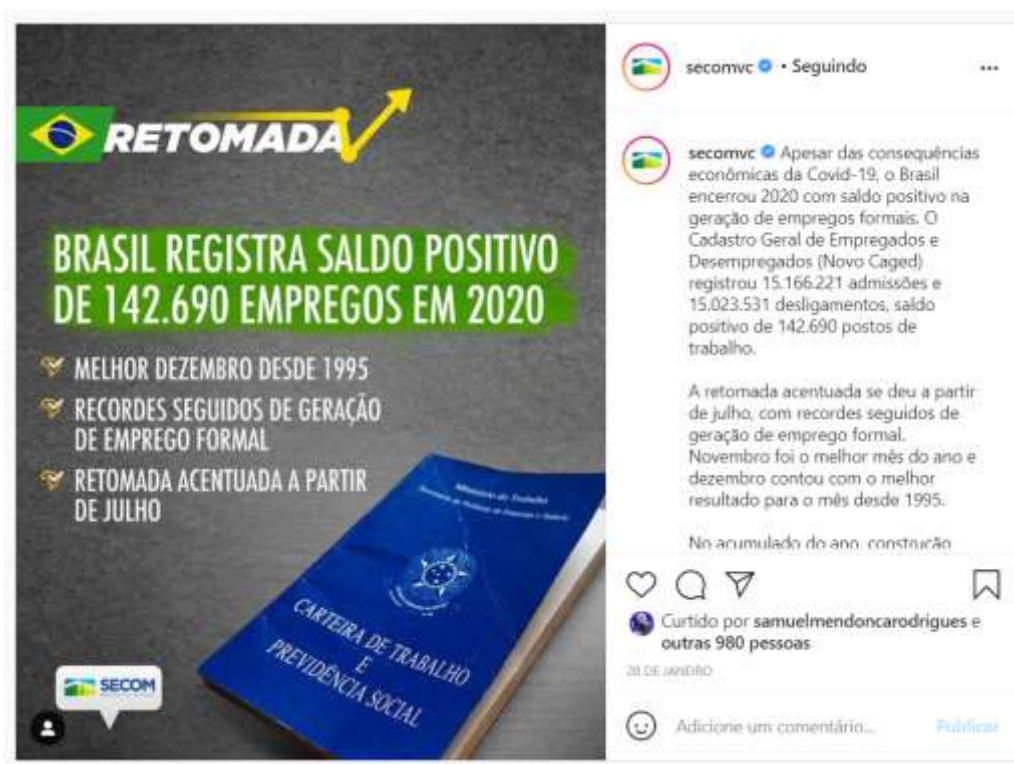 RETOMADA
BRASIL REGISTRA SALDO POSITIVO
DE 142.690 EMPREGOS EM 2020
MELHOR DEZEMBRO DESDE 1995
RECORDES SEGUIDOS DE GERAÇÃO
DE EMPREGO FORMAL
RETOMADA ACENTUADA A PARTIR
DE JULHO
Ministério do Trabalho
CARTEIRA DE TRABALHO
E
PREVIDÊNCIA SOCIAL
SECOM
secomvc • Seguindo
secomvc Apesar das consequências
econômicas da Covid-19, o Brasil
encerrou 2020 com saldo positivo na
geração de empregos formais. O
Cadastro Geral de Empregados e
Desempregados (Novo Caged)
registrou 15.166.221 admissões e
15.023.531 desligamentos, saldo
positivo de 142.690 postos de
trabalho.
A retomada acentuada se deu a partir
de julho, com recordes seguidos de
geração de emprego formal.
Novembro foi o melhor mês do ano e
dezembro contou com o melhor
resultado para o mês desde 1995.
No acumulado do ano, construção
Curtido por samuelmendoncarodrigues e
outras 980 pessoas
28 DE JANEIRO
Adicione um comentário...
Publicar